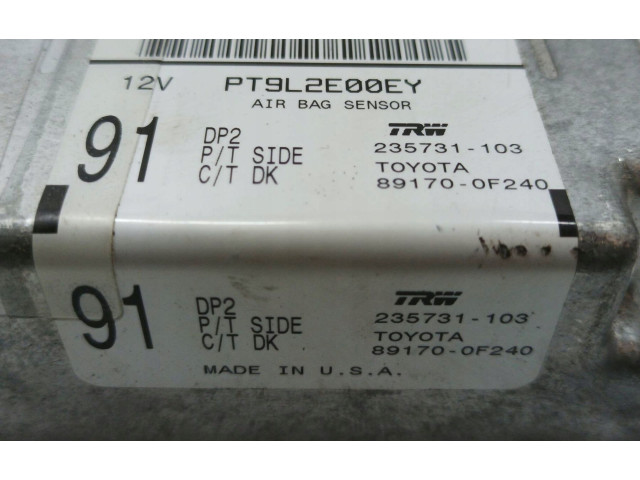 12V PT9L2E00EY
AIR BAG SENSOR
91 DP2 TRW
P/T SIDE 235731-103
C/T DK TOYOTA
89170-0F240
91 DP2 TRW
P/T SIDE 235731-103
C/T DK TOYOTA
89170-0F240
MADE IN U.S.A.